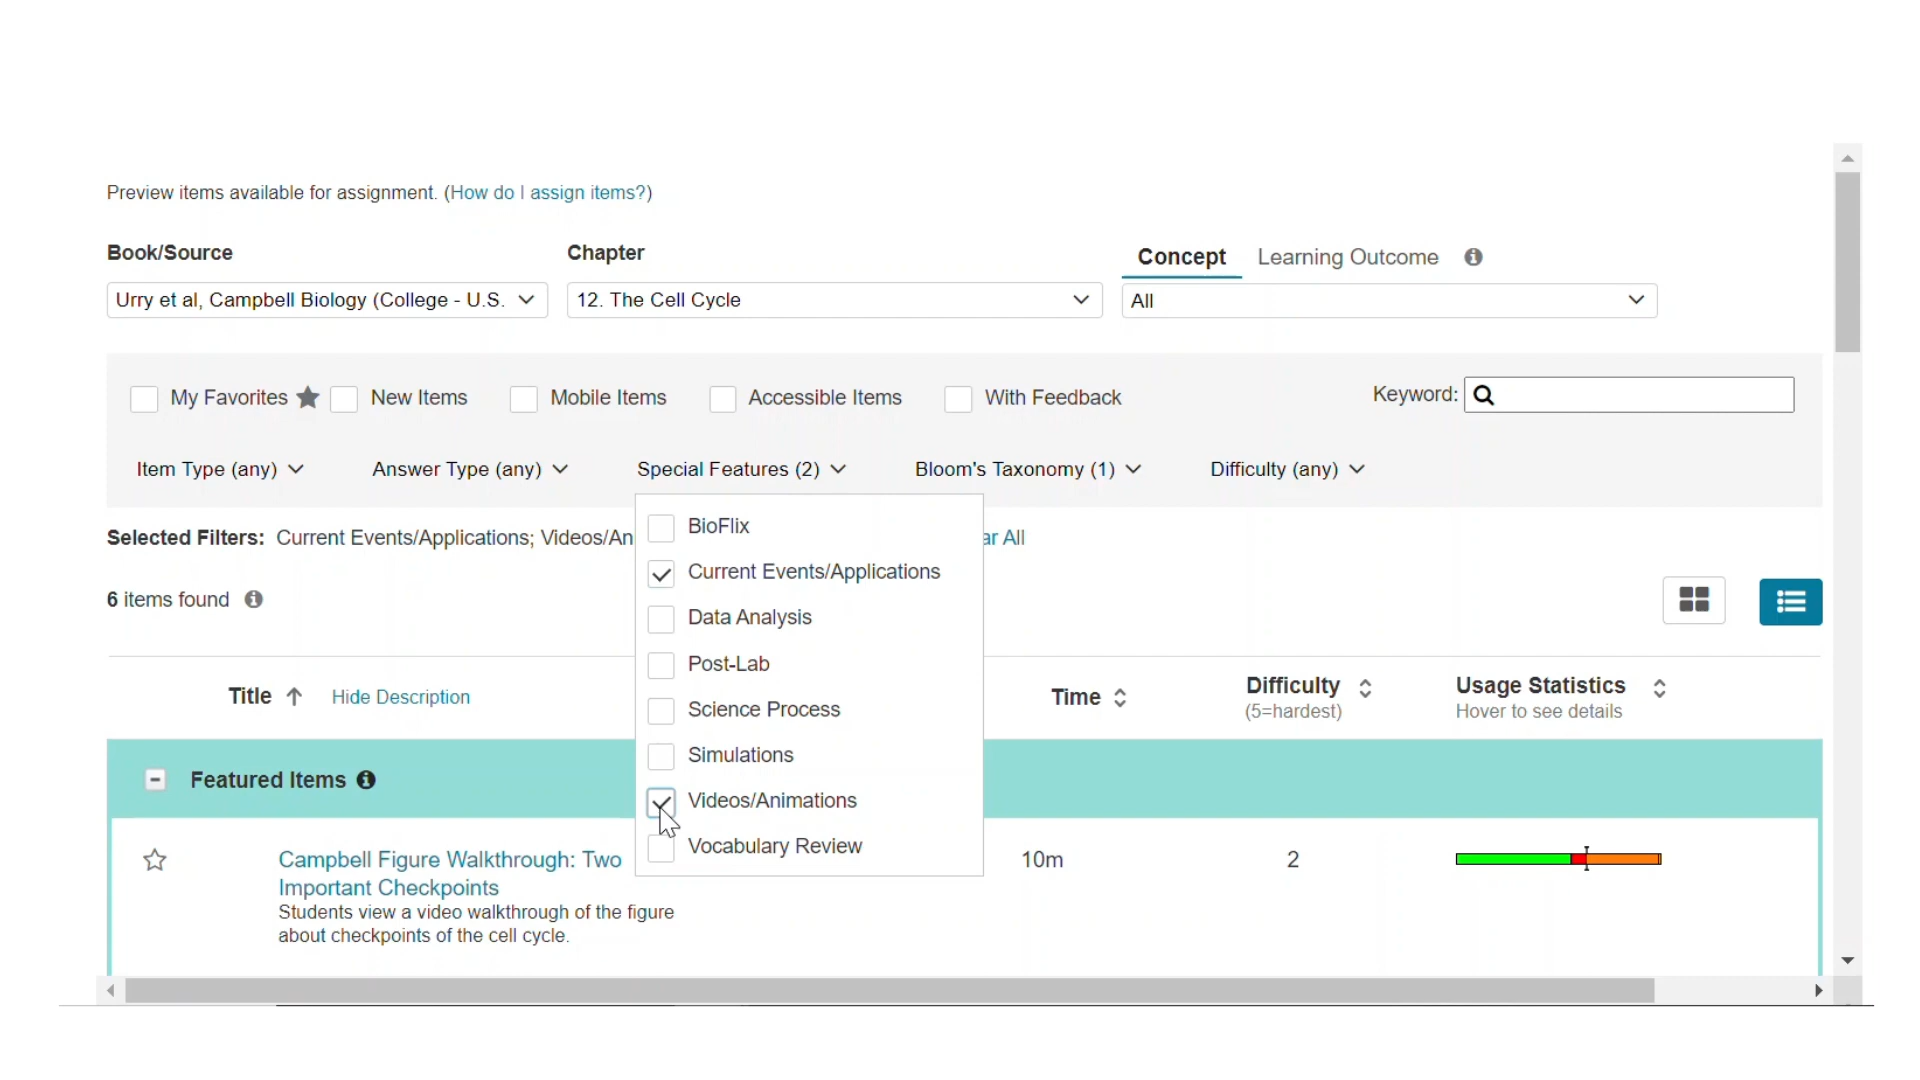 Preview items available for assignment. (How do I assign items?)
Book/Source
Chapter
Concept
Learning Outcome
Urry et al, Campbell Biology (College - U.S.
12. The Cell Cycle
All
My Favorites
New Items
Mobile Items
Accessible Items
With Feedback
Keyword:
Item Type (any)
Answer Type (any)
Special Features (2)
Bloom's Taxonomy (1)
Difficulty (any)
BioFlix
Current Events/Applications
Data Analysis
Post-Lab
Science Process
Simulations
Videos/Animations
Vocabulary Review
Selected Filters: Current Events/Applications; Videos/An
ar All
6 items found
Title
Hide Description
Time
Difficulty
(5=hardest)
Usage Statistics
Hover to see details
Featured Items
Campbell Figure Walkthrough: Two
Important Checkpoints
10m
2
Students view a video walkthrough of the figure
about checkpoints of the cell cycle.